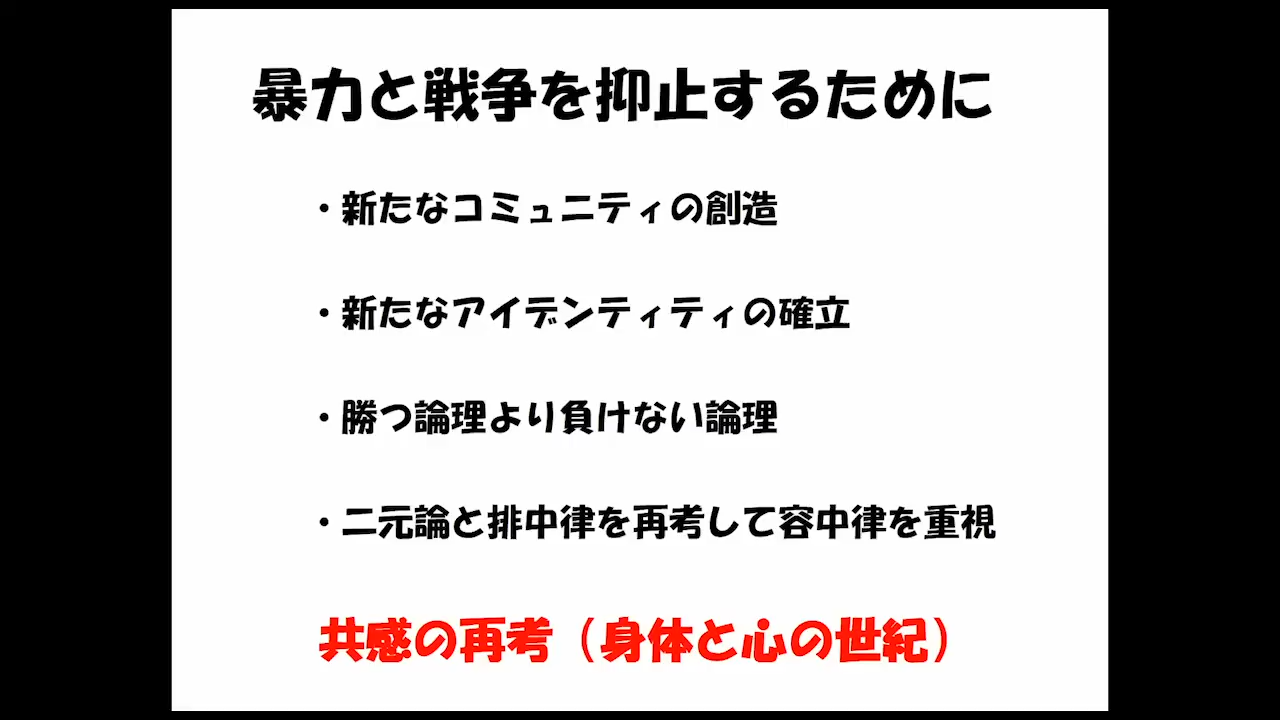 暴力と戦争を抑止するために
・新たなコミュニティの創造
・新たなアイデンティティの確立
・勝つ論理より負けない論理
・二元論と排中律を再考して容中律を重視
共感の再考（身体と心の世紀）